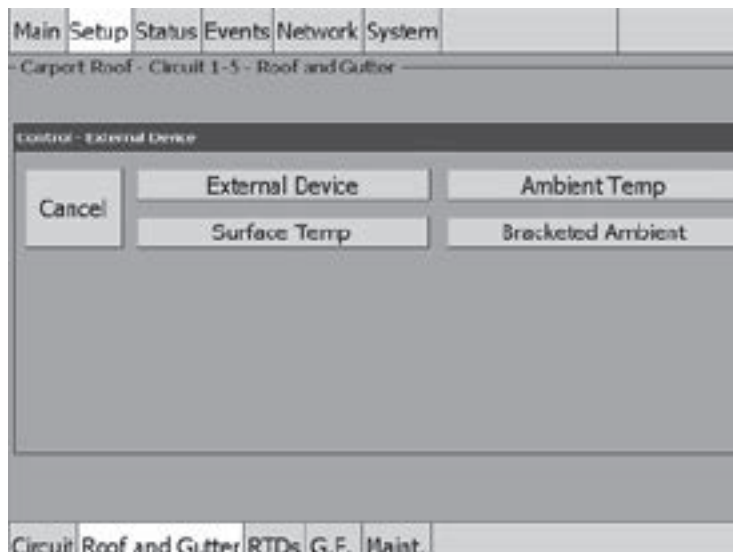 Main Setup Status Events Network System
Carport Roof - Circuit 1-5 - Roof and Gutter
Control - External Device
Cancel
External Device
Ambient Temp
Surface Temp
Bracketed Ambient
Circuit Roof and Gutter RTDs G.F. Maint.